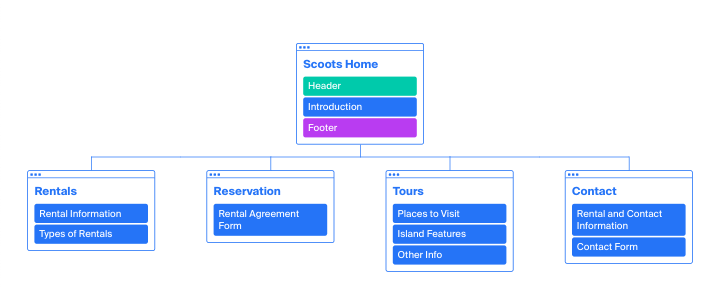 Scoots Home
Header
Introduction
Footer
Rentals
Rental Information
Types of Rentals
Reservation
Rental Agreement
Form
Tours
Places to Visit
Island Features
Other Info
Contact
Rental and Contact
Information
Contact Form